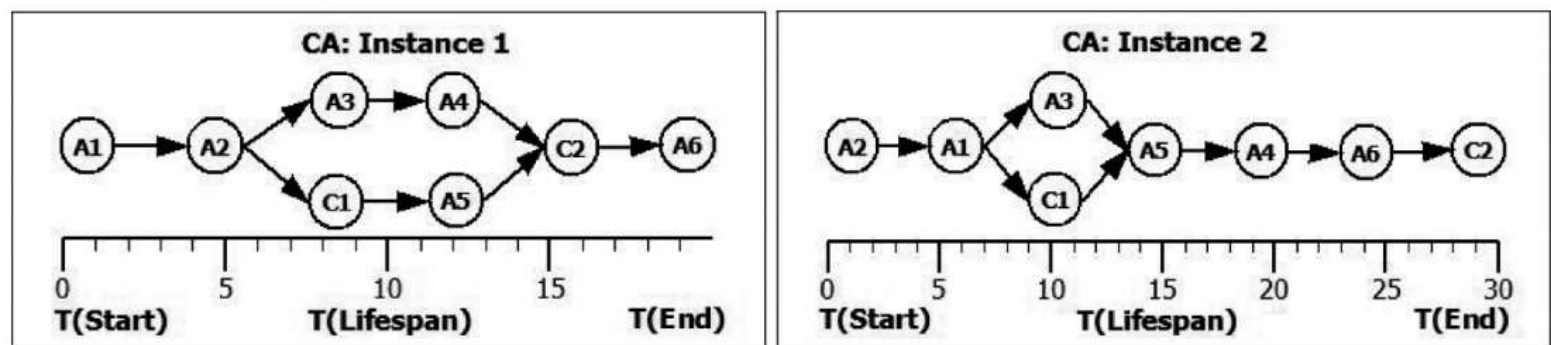 CA: Instance 1
A3 A4
A1 A2 C2 A6
C1 A5
0 5 10 15
T(Start) T(Lifespan) T(End)
CA: Instance 2
A3
A2 A1 A5 A4 A6 C2
C1
0 5 10 15 20 25 30
T(Start) T(Lifespan) T(End)